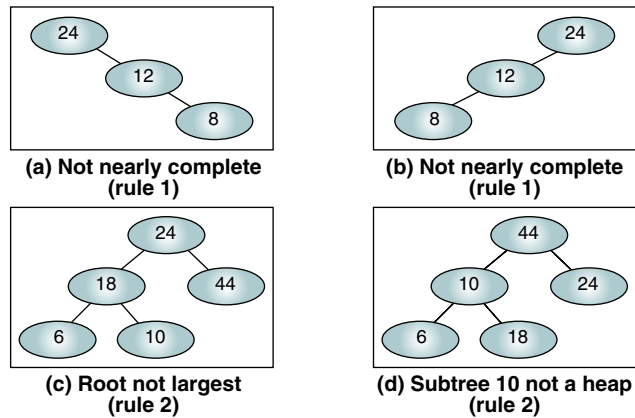 24
24
12
12
8
8
(a) Not nearly complete
(rule 1)
(b) Not nearly complete
(rule 1)
24
44
18
44
10
24
6
10
6
18
(c) Root not largest
(rule 2)
(d) Subtree 10 not a heap
(rule 2)